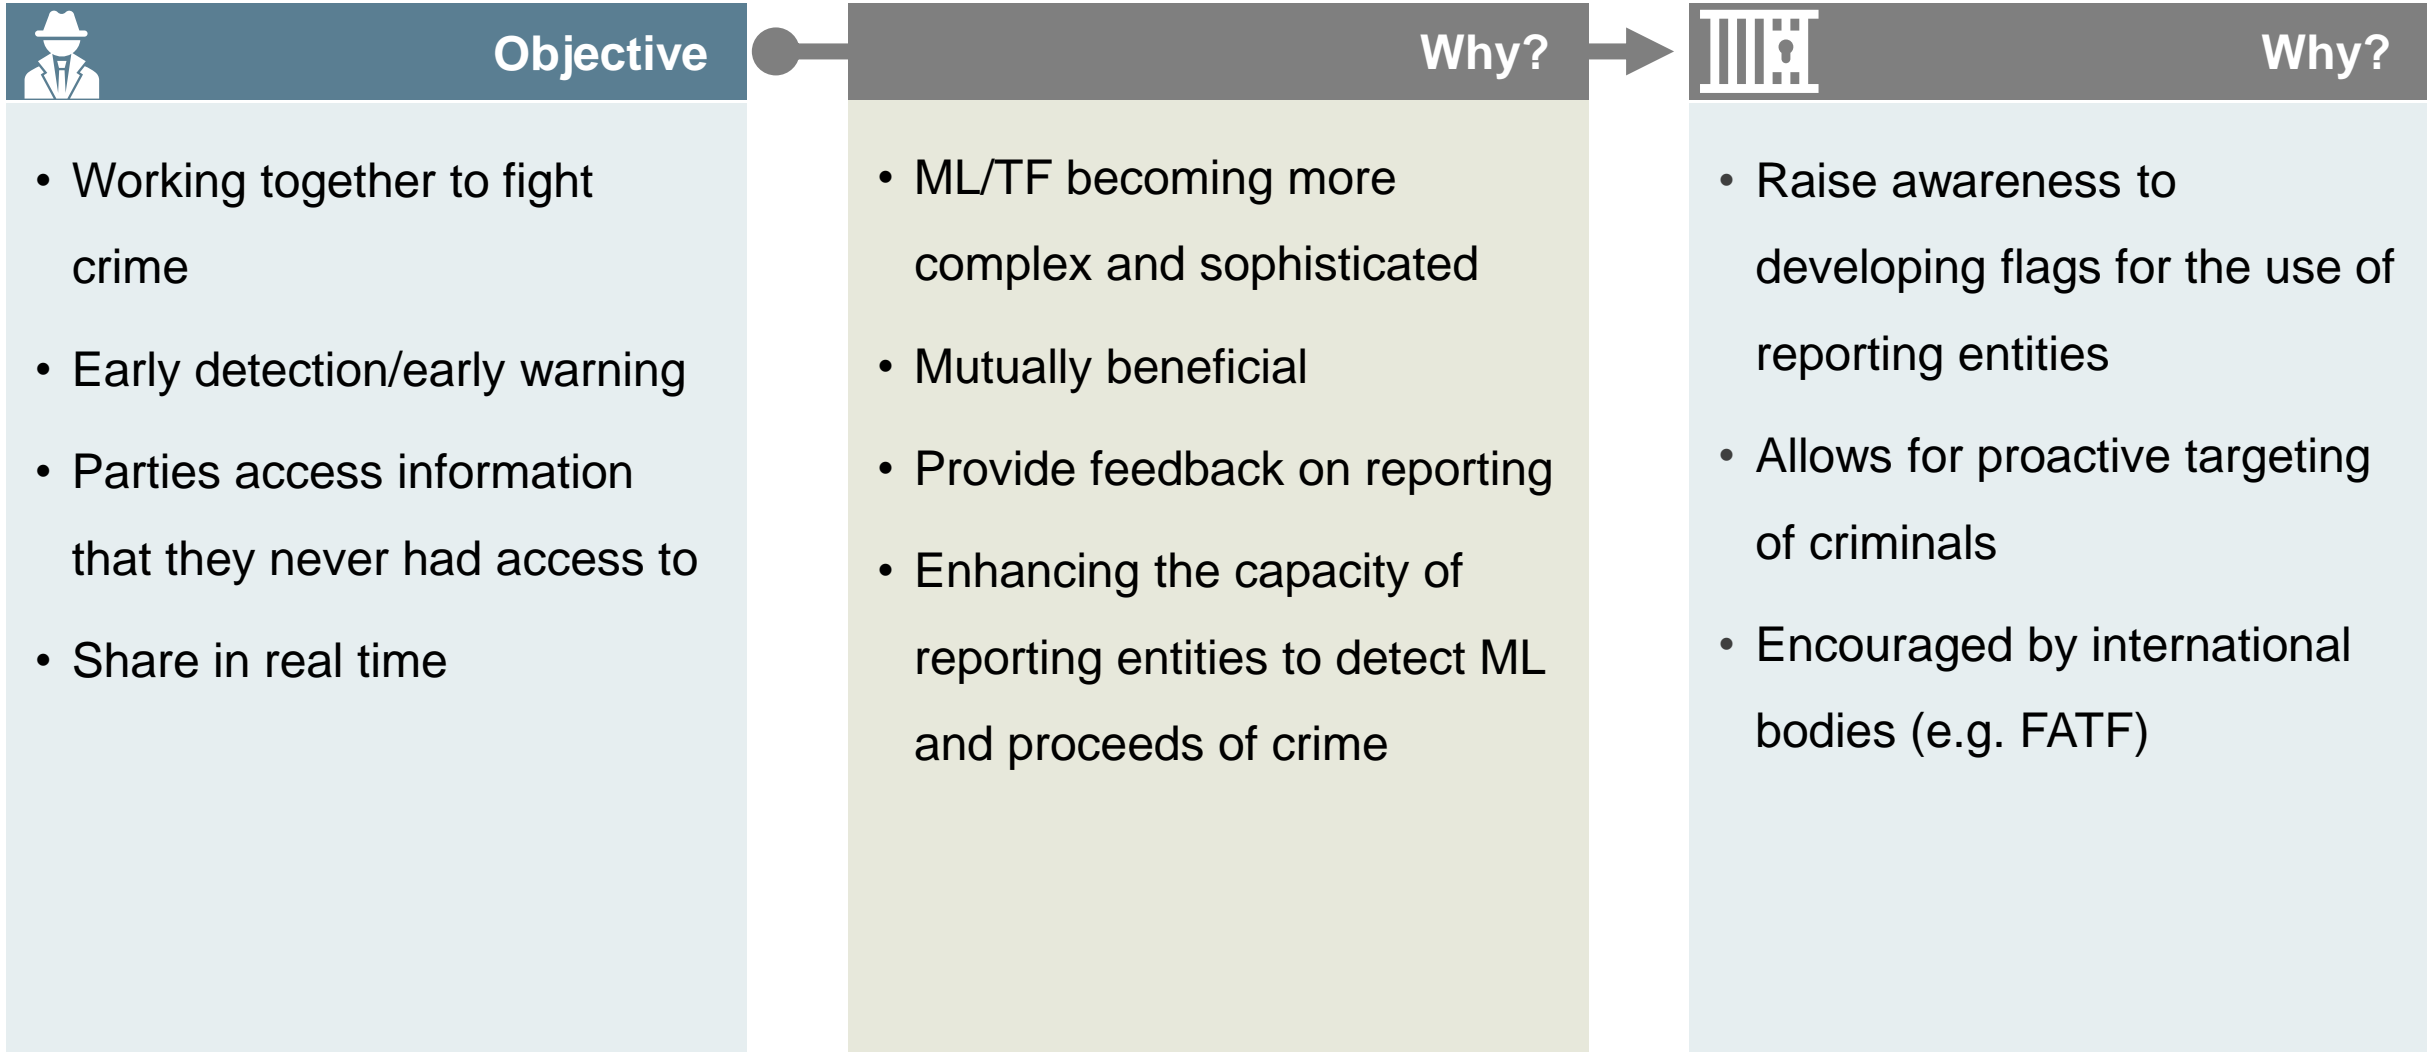 Objective
• Working together to fight
crime
• Early detection/early warning
• Parties access information
that they never had access to
• Share in real time
Why?
• ML/TF becoming more
complex and sophisticated
• Mutually beneficial
• Provide feedback on reporting
• Enhancing the capacity of
reporting entities to detect ML
and proceeds of crime
Why?
• Raise awareness to
developing flags for the use of
reporting entities
• Allows for proactive targeting
of criminals
• Encouraged by international
bodies (e.g. FATF)